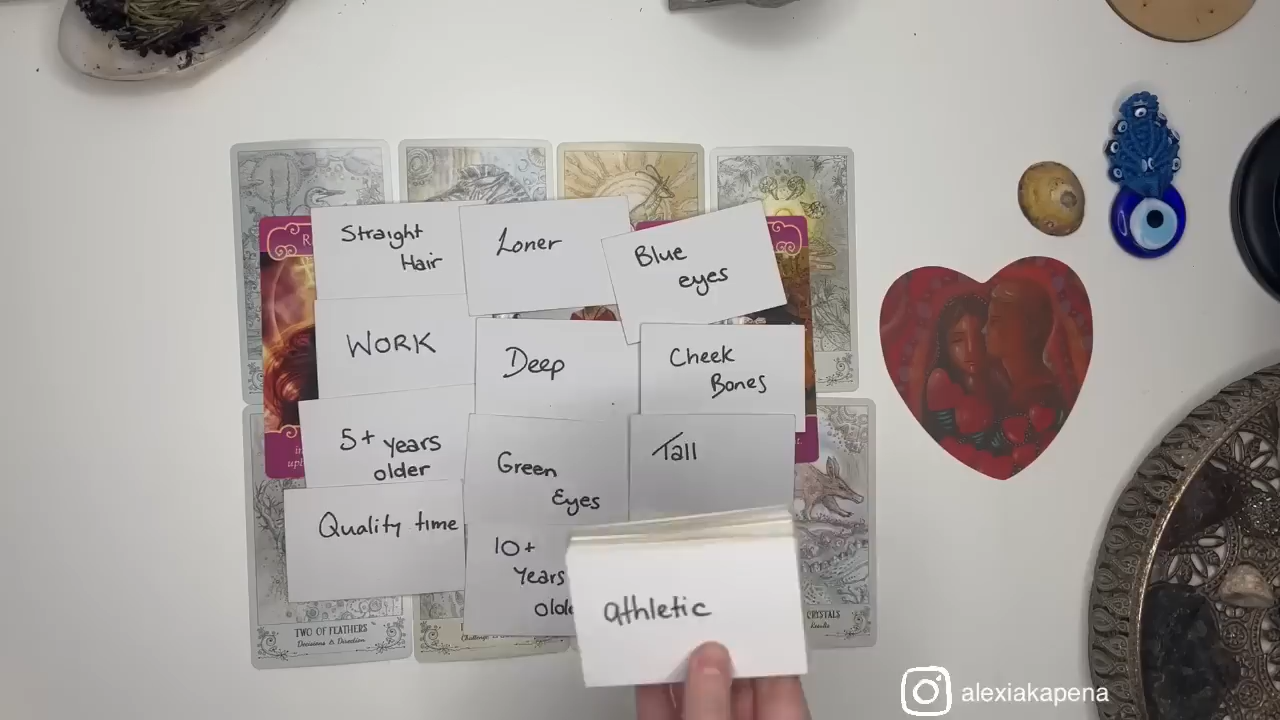 Straight
Hair
Loner
Blue
eyes
WORK
Deep
Cheek
Bones
5+ years
older
Green
Eyes
Tall
Quality time
10+
Years
athletic
TWO OF FEATHERS
Decisions & Direction
CRYSTALS
Results
alexiakapena